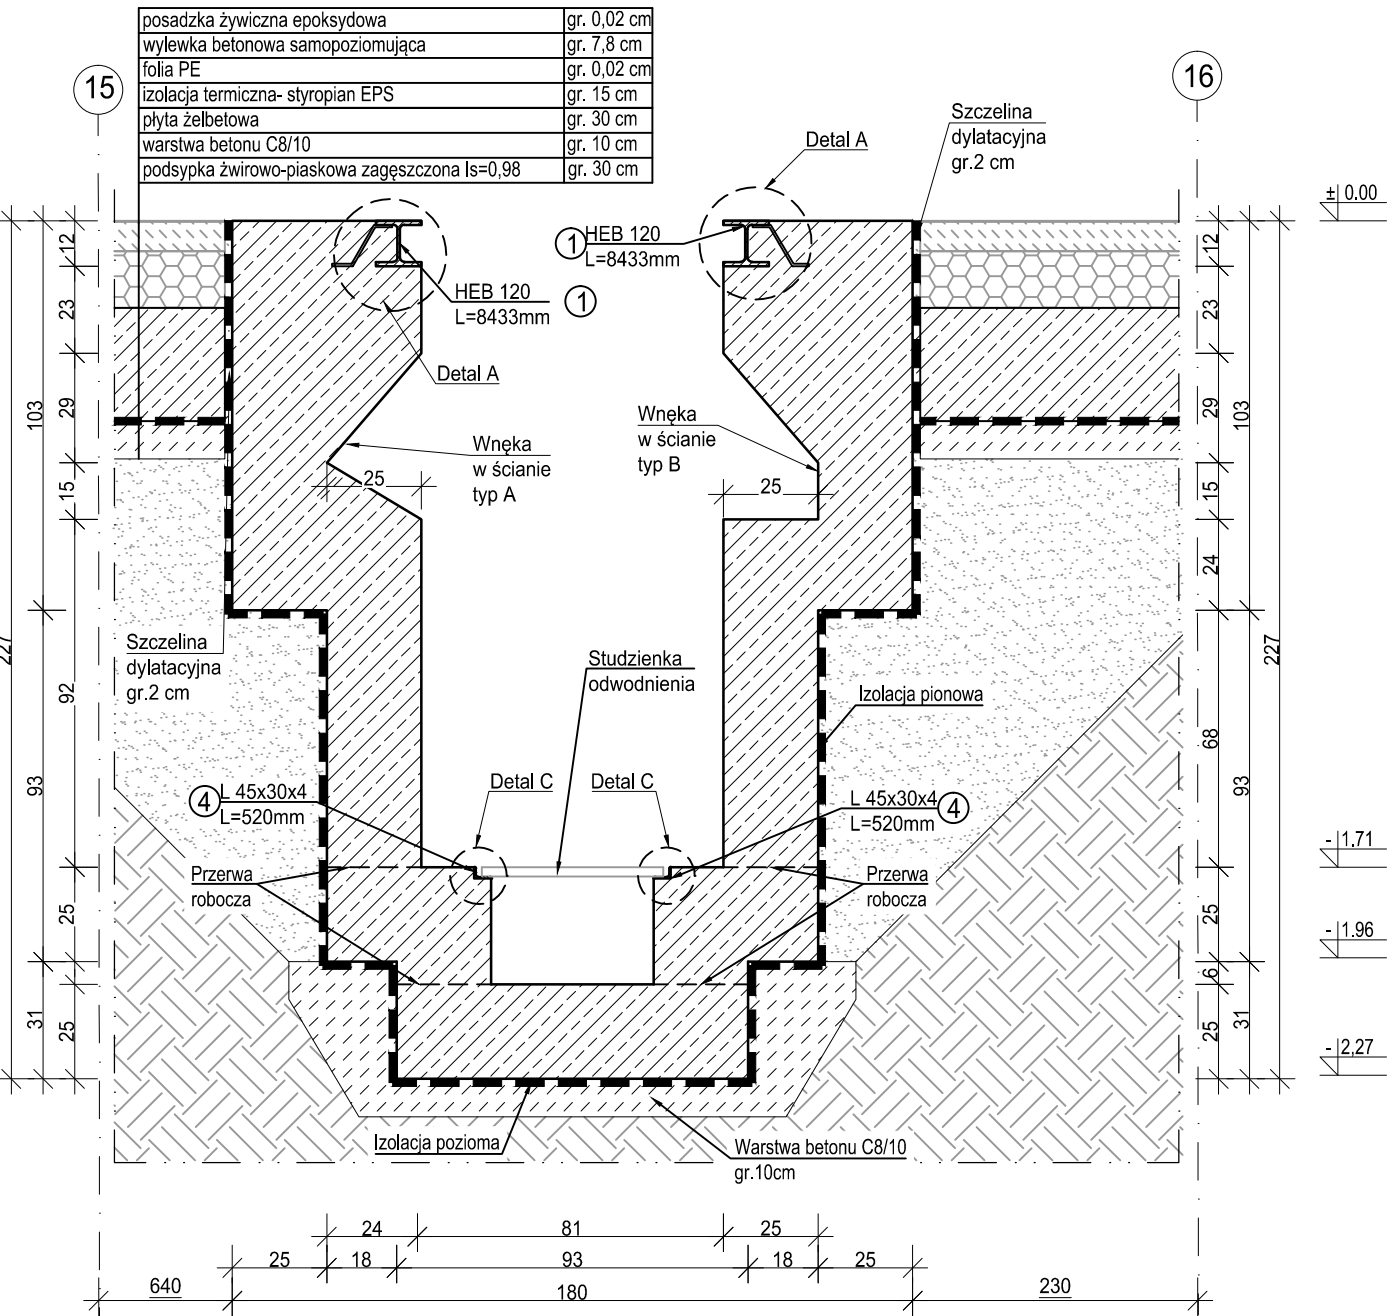 posadzka żywiczna epoksydowa gr. 0,02 cm
wylewka betonowa samopoziomująca gr. 7,8 cm
folia PE gr. 0,02 cm
izolacja termiczna- styropian EPS gr. 15 cm
płyta żelbetowa gr. 30 cm
warstwa betonu C8/10 gr. 10 cm
podsypka żwirowo-piaskowa zagęszczona Is=0,98 gr. 30 cm
15
16
Detal A
Szczelina
dylatacyjna
gr.2 cm
± 0.00
1 HEB 120
L=8433mm
HEB 120
L=8433mm 1
Detal A
Wnęka
w ścianie
typ A
Wnęka
w ścianie
typ B
25
25
12
23
29
15
92
25
25
103
93
31
227
12
23
29
15
24
68
25
6
25
103
93
31
227
Szczelina
dylatacyjna
gr.2 cm
Studzienka
odwodnienia
Izolacja pionowa
Detal C
Detal C
4 L 45x30x4
L=520mm
L 45x30x4
L=520mm 4
Przerwa
robocza
Przerwa
robocza
- 1,71
- 1.96
- 2,27
Izolacja pozioma
Warstwa betonu C8/10
gr.10cm
24 81 25
25 18 93 18 25
640 180 230